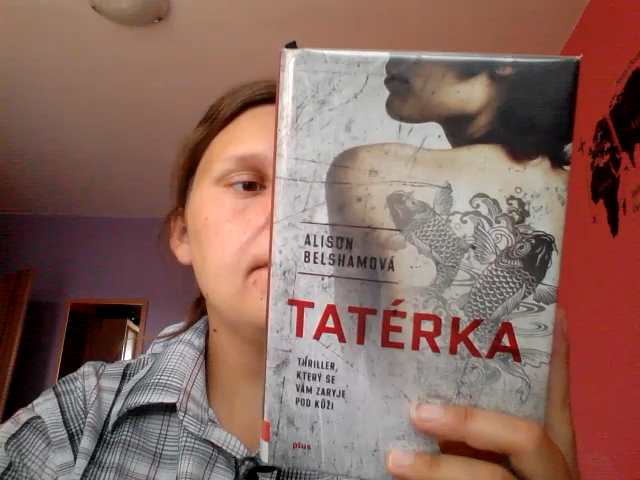 ALISON
BELSHAMOVÁ
TATÉRKA
THRILLER,
KTERÝ SE
VÁM ZARYJE
POD KŮŽI
plus